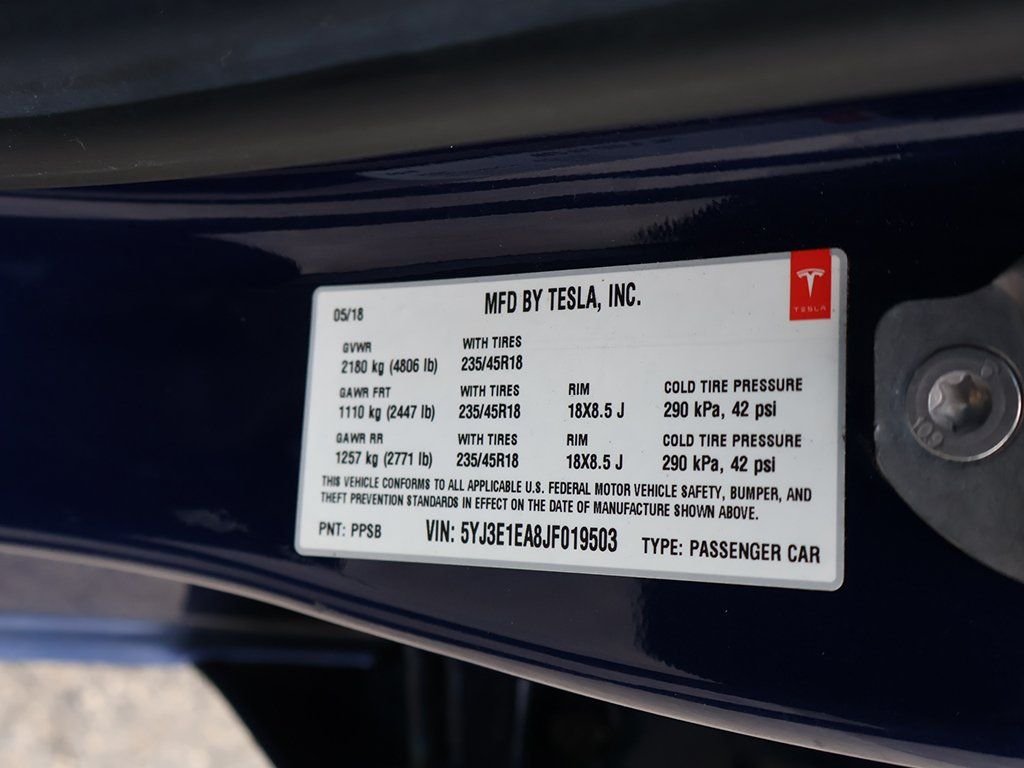 05/18 MFD BY TESLA, INC.
TESLA
GVWR WITH TIRES
2180 kg (4806 lb) 235/45R18
GAWR FRT WITH TIRES RIM COLD TIRE PRESSURE
1110 kg (2447 lb) 235/45R18 18X8.5 J 290 kPa, 42 psi
GAWR RR WITH TIRES RIM COLD TIRE PRESSURE
1257 kg (2771 lb) 235/45R18 18X8.5 J 290 kPa, 42 psi
THIS VEHICLE CONFORMS TO ALL APPLICABLE U.S. FEDERAL MOTOR VEHICLE SAFETY, BUMPER, AND
THEFT PREVENTION STANDARDS IN EFFECT ON THE DATE OF MANUFACTURE SHOWN ABOVE.
PNT: PPSB VIN: 5YJ3E1EA8JF019503 TYPE: PASSENGER CAR